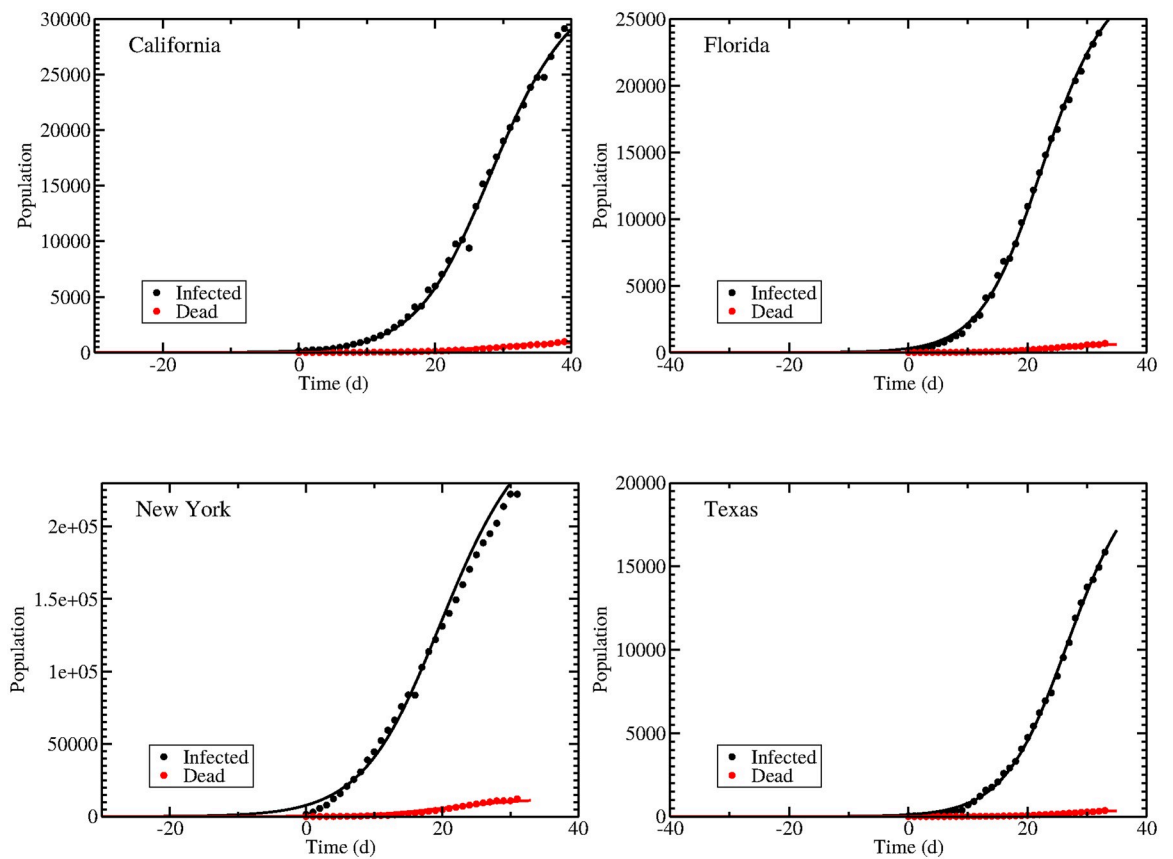 California
30000
25000
20000
15000
10000
5000
0
Population
Infected
Dead
-20 0 20 40
Time (d)
Florida
25000
20000
15000
10000
5000
0
Population
Infected
Dead
-40 -20 0 20 40
Time (d)
New York
2e+05
1.5e+05
1e+05
50000
0
Population
Infected
Dead
-20 0 20 40
Time (d)
Texas
20000
15000
10000
5000
0
Population
Infected
Dead
-40 -20 0 20 40
Time (d)